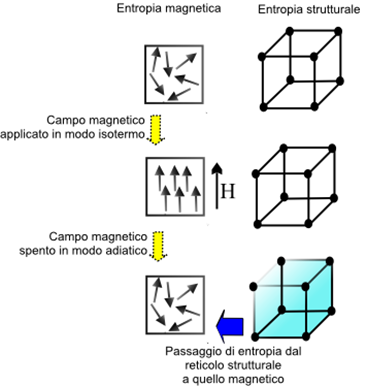 Entropia magnetica
Entropia strutturale
Campo magnetico
applicato in modo isotermo
H
Campo magnetico
spento in modo adiatico
Passaggio di entropia dal
reticolo strutturale
a quello magnetico